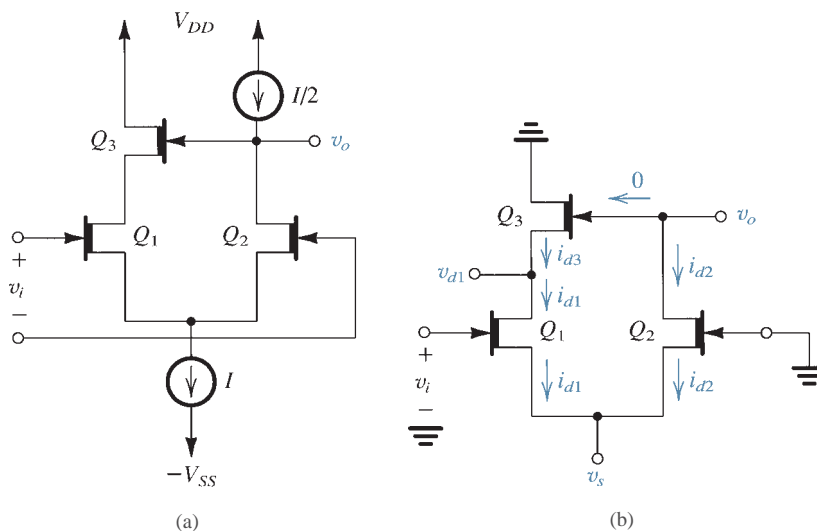 V_DD
I/2
Q_3
v_o
Q_1
Q_2
+
v_i
−
I
−V_SS
(a)
0
Q_3
v_o
i_d3
i_d2
v_d1
i_d1
Q_1
Q_2
+
v_i
−
i_d1
i_d2
v_s
(b)